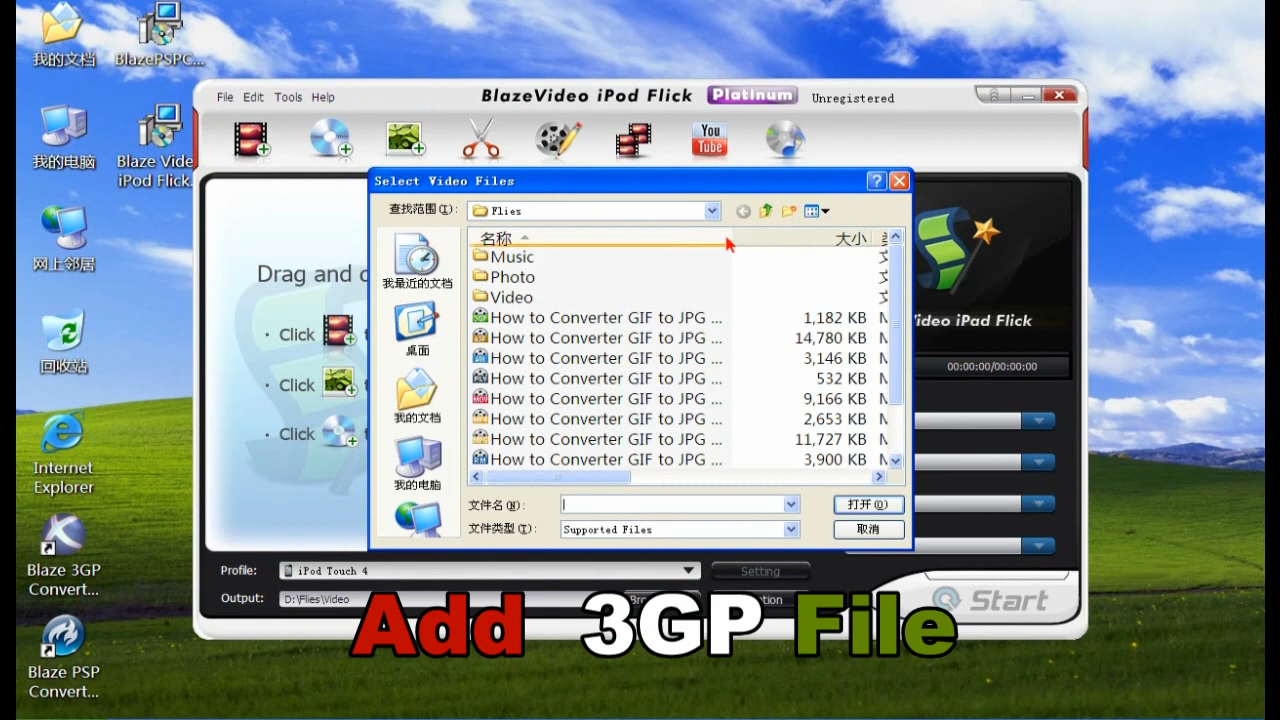 我的文档
BlazePSPC...
我的电脑
Blaze Vide
iPod Flick.
网上邻居
回收站
Internet
Explorer
Blaze 3GP
Convert...
Blaze PSP
Convert...
File Edit Tools Help
BlazeVideo iPod Flick Platinum Unregistered
You
Tube
Drag and
· Click
· Click
· Click
Select Video Files
查找范围(I):
Flies
我最近的文档
桌面
我的文档
我的电脑
名称 大小
Music
Photo
Video
How to Converter GIF to JPG ... 1,182 KB
How to Converter GIF to JPG ... 14,780 KB
How to Converter GIF to JPG ... 3,146 KB
How to Converter GIF to JPG ... 532 KB
How to Converter GIF to JPG ... 9,166 KB
How to Converter GIF to JPG ... 2,653 KB
How to Converter GIF to JPG ... 11,727 KB
How to Converter GIF to JPG ... 3,900 KB
文件名(N):
打开(O)
文件类型(T):
Supported Files
取消
ideo iPad Flick
00:00:00/00:00:00
Profile:
iPod Touch 4
Setting
Output:
D:\Flies\Video
Start
Add 3GP File